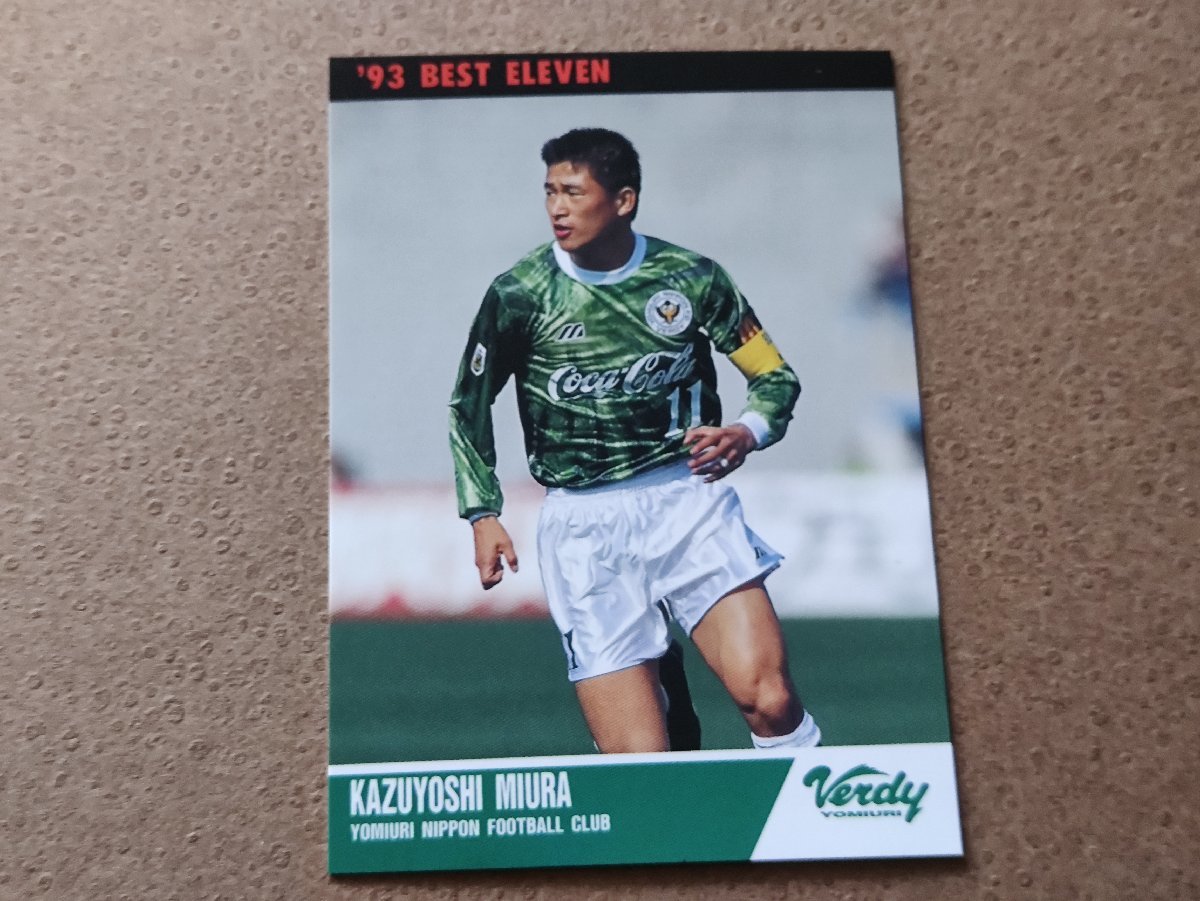 '93 BEST ELEVEN
Coca-Cola
11
KAZUYOSHI MIURA
YOMIURI NIPPON FOOTBALL CLUB
Verdy
YOMIURI